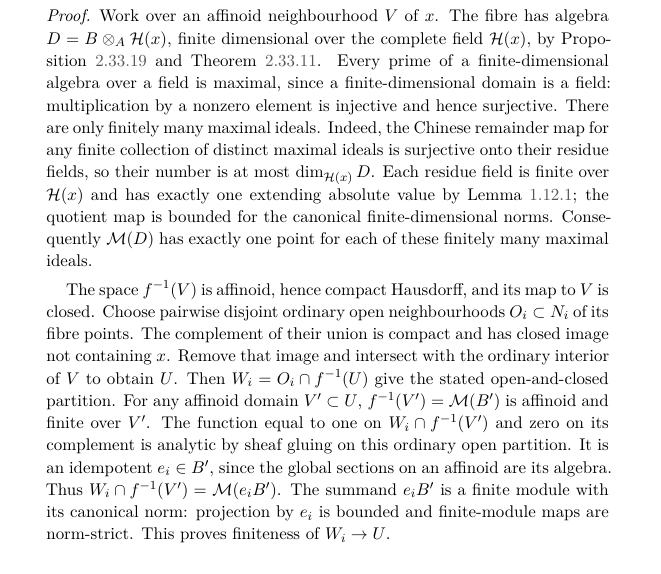 Proof. Work over an affinoid neighbourhood V of x. The fibre has algebra
D = B ⊗_A ℋ(x), finite dimensional over the complete field ℋ(x), by Propo-
sition 2.33.19 and Theorem 2.33.11. Every prime of a finite-dimensional
algebra over a field is maximal, since a finite-dimensional domain is a field:
multiplication by a nonzero element is injective and hence surjective. There
are only finitely many maximal ideals. Indeed, the Chinese remainder map for
any finite collection of distinct maximal ideals is surjective onto their residue
fields, so their number is at most dim_{ℋ(x)} D. Each residue field is finite over
ℋ(x) and has exactly one extending absolute value by Lemma 1.12.1; the
quotient map is bounded for the canonical finite-dimensional norms. Conse-
quently ℳ(D) has exactly one point for each of these finitely many maximal
ideals.
The space f⁻¹(V) is affinoid, hence compact Hausdorff, and its map to V is
closed. Choose pairwise disjoint ordinary open neighbourhoods O_i ⊂ N_i of its
fibre points. The complement of their union is compact and has closed image
not containing x. Remove that image and intersect with the ordinary interior
of V to obtain U. Then W_i = O_i ∩ f⁻¹(U) give the stated open-and-closed
partition. For any affinoid domain V′ ⊂ U, f⁻¹(V′) = ℳ(B′) is affinoid and
finite over V′. The function equal to one on W_i ∩ f⁻¹(V′) and zero on its
complement is analytic by sheaf gluing on this ordinary open partition. It is
an idempotent e_i ∈ B′, since the global sections on an affinoid are its algebra.
Thus W_i ∩ f⁻¹(V′) = ℳ(e_iB′). The summand e_iB′ is a finite module with
its canonical norm: projection by e_i is bounded and finite-module maps are
norm-strict. This proves finiteness of W_i → U.